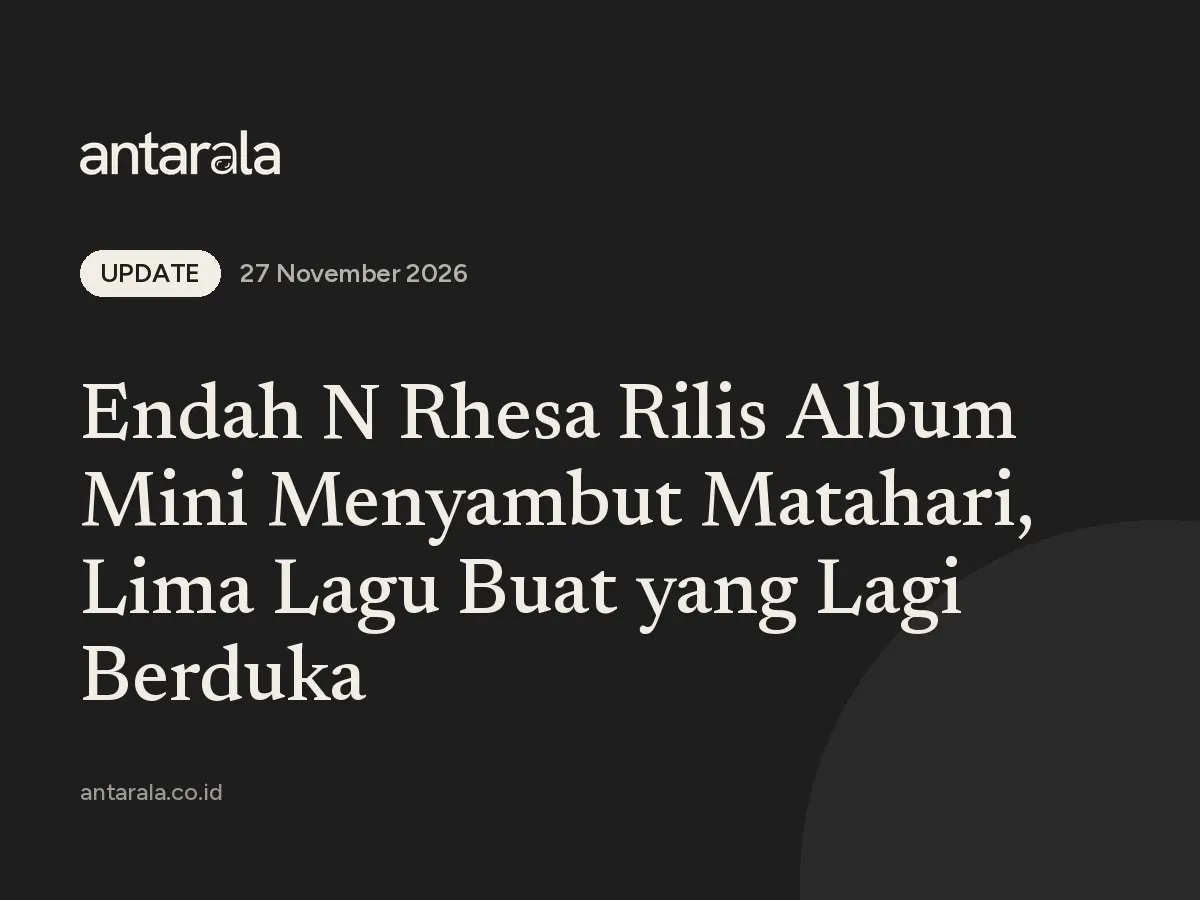 antarala
UPDATE 27 November 2026
Endah N Rhesa Rilis Album
Mini Menyambut Matahari,
Lima Lagu Buat yang Lagi
Berduka
antarala.co.id